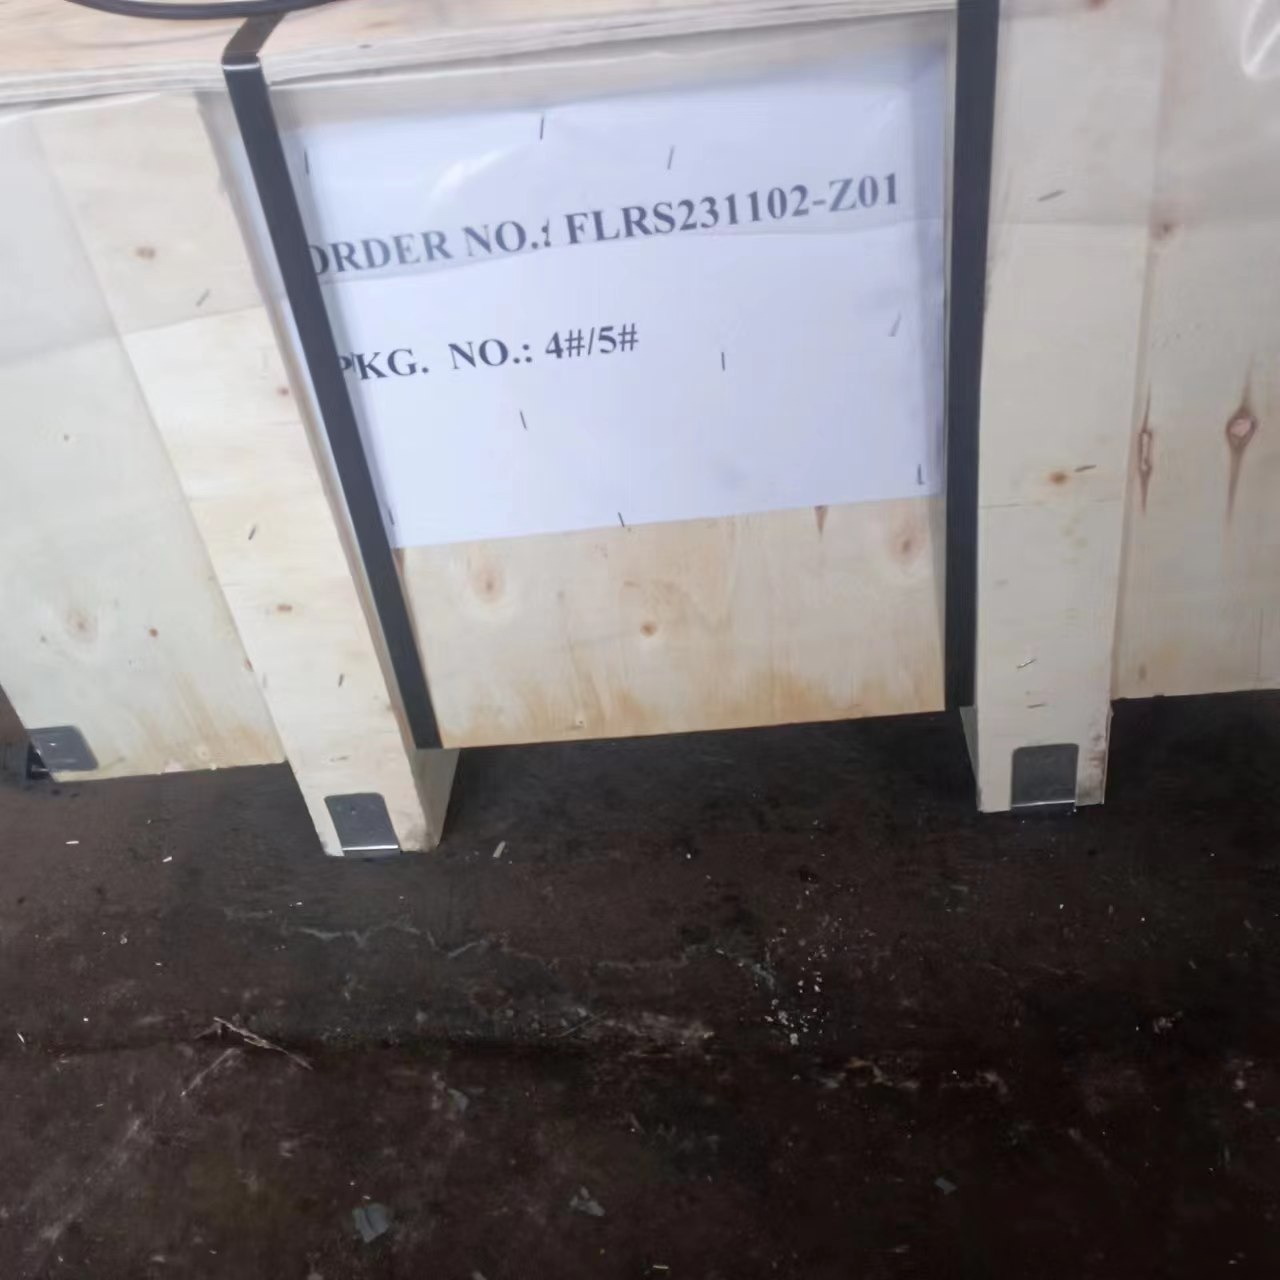 ORDER NO.: FLRS231102-Z01
PKG. NO.: 4#/5#